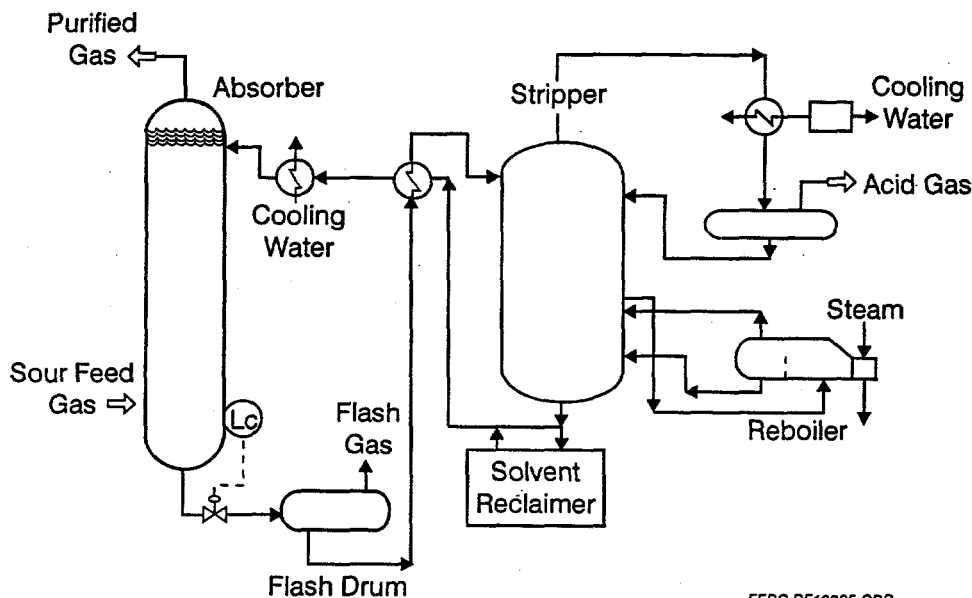 Purified
Gas
Absorber
Stripper
Cooling
Water
Acid Gas
Cooling
Water
Steam
Sour Feed
Gas
Lc
Flash
Gas
Reboiler
Solvent
Reclaimer
Flash Drum